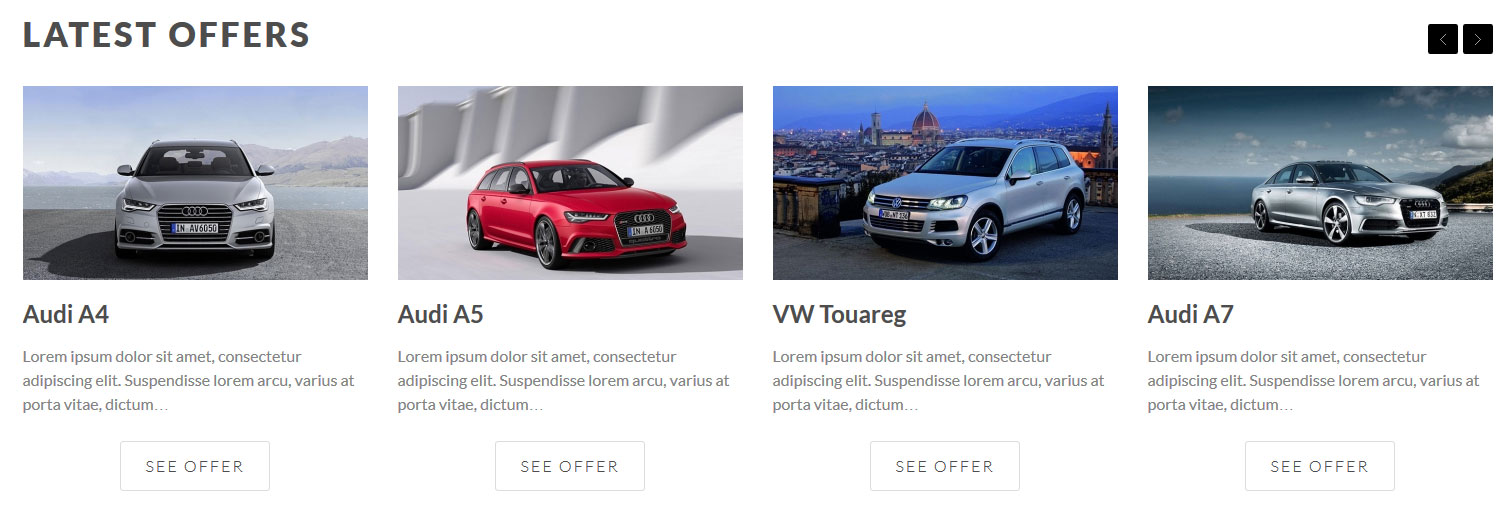 LATEST OFFERS
IN AV6050
IN A 6050
Audi A4
Audi A5
VW Touareg
Audi A7
Lorem ipsum dolor sit amet, consectetur
adipiscing elit. Suspendisse lorem arcu, varius at
porta vitae, dictum…
Lorem ipsum dolor sit amet, consectetur
adipiscing elit. Suspendisse lorem arcu, varius at
porta vitae, dictum…
Lorem ipsum dolor sit amet, consectetur
adipiscing elit. Suspendisse lorem arcu, varius at
porta vitae, dictum…
Lorem ipsum dolor sit amet, consectetur
adipiscing elit. Suspendisse lorem arcu, varius at
porta vitae, dictum…
SEE OFFER
SEE OFFER
SEE OFFER
SEE OFFER